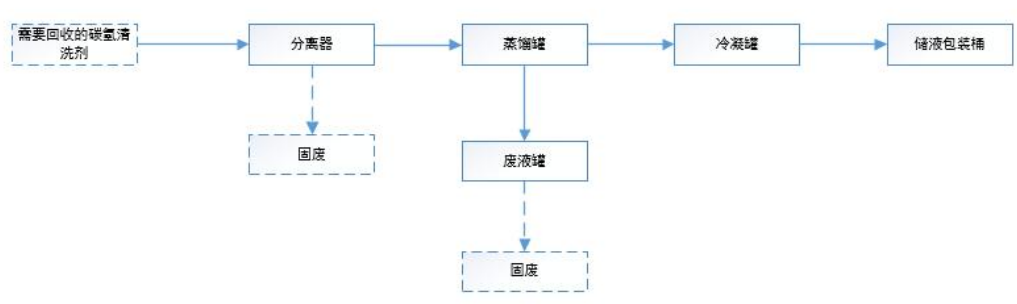 需要回收的碳氢清
洗剂
分离器
蒸馏罐
冷凝罐
储液包装桶
固废
废液罐
固废